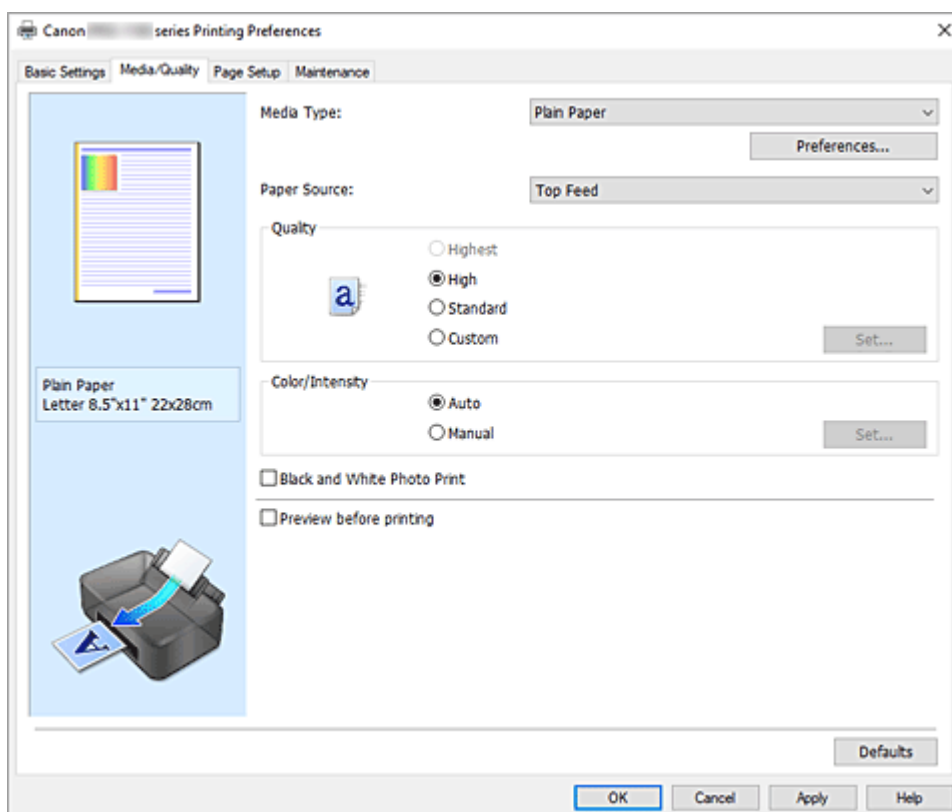 Canon series Printing Preferences
Basic Settings Media/Quality Page Setup Maintenance
Media Type: Plain Paper
Preferences...
Paper Source: Top Feed
Quality
Highest
a High
Standard
Custom Set...
Plain Paper
Letter 8.5"x11" 22x28cm
Color/Intensity
Auto
Manual Set...
Black and White Photo Print
Preview before printing
A
Defaults
OK Cancel Apply Help